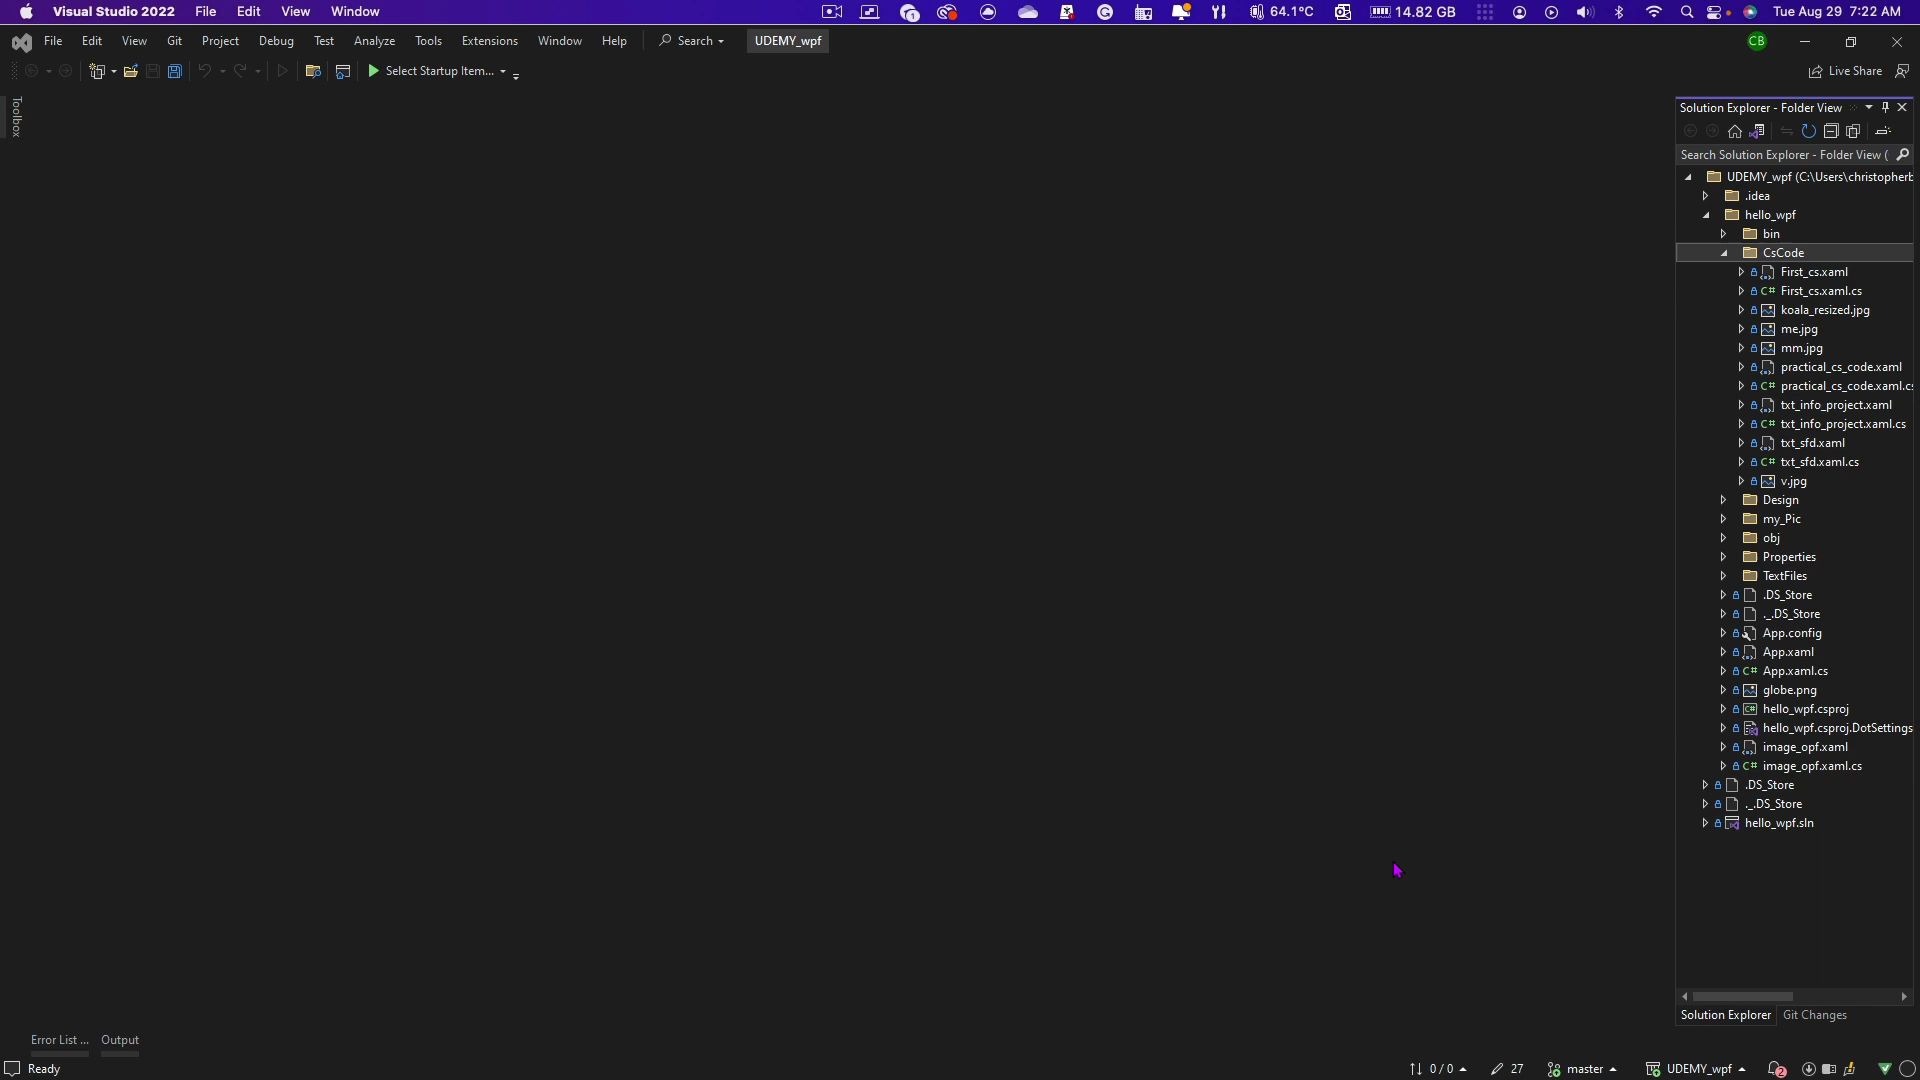 Visual Studio 2022 File Edit View Window
1
64.1°C
14.82 GB
Tue Aug 29 7:22 AM
File Edit View Git Project Debug Test Analyze Tools Extensions Window Help Search UDEMY_wpf
CB
Select Startup Item...
Live Share
Toolbox
Solution Explorer - Folder View
Search Solution Explorer - Folder View (
UDEMY_wpf (C:\Users\christopherb
.idea
hello_wpf
bin
CsCode
First_cs.xaml
C# First_cs.xaml.cs
koala_resized.jpg
me.jpg
mm.jpg
practical_cs_code.xaml
C# practical_cs_code.xaml.cs
txt_info_project.xaml
C# txt_info_project.xaml.cs
txt_sfd.xaml
C# txt_sfd.xaml.cs
v.jpg
Design
my_Pic
obj
Properties
TextFiles
.DS_Store
._.DS_Store
App.config
App.xaml
C# App.xaml.cs
globe.png
C# hello_wpf.csproj
hello_wpf.csproj.DotSettings
image_opf.xaml
C# image_opf.xaml.cs
.DS_Store
._.DS_Store
hello_wpf.sln
Solution Explorer Git Changes
Error List ... Output
Ready
0 / 0 27 master UDEMY_wpf 2